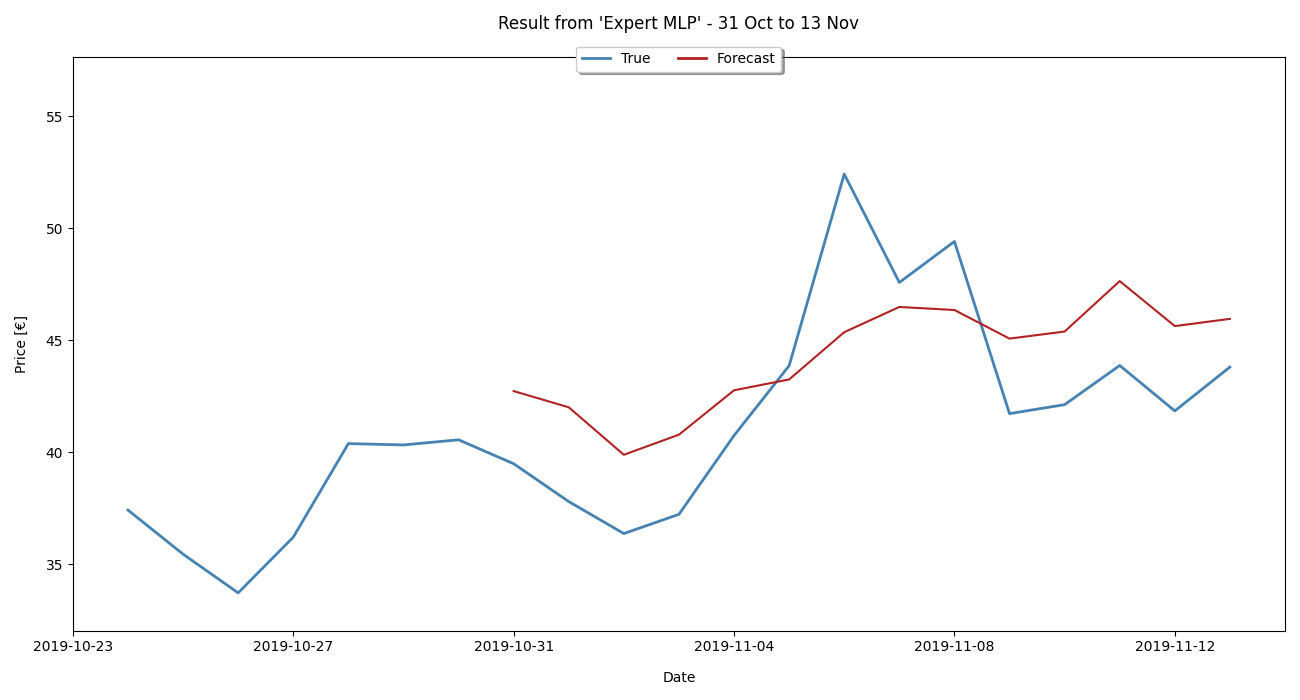 Result from 'Expert MLP' - 31 Oct to 13 Nov
True Forecast
55
50
45
40
35
Price [€]
2019-10-23 2019-10-27 2019-10-31 2019-11-04 2019-11-08 2019-11-12
Date